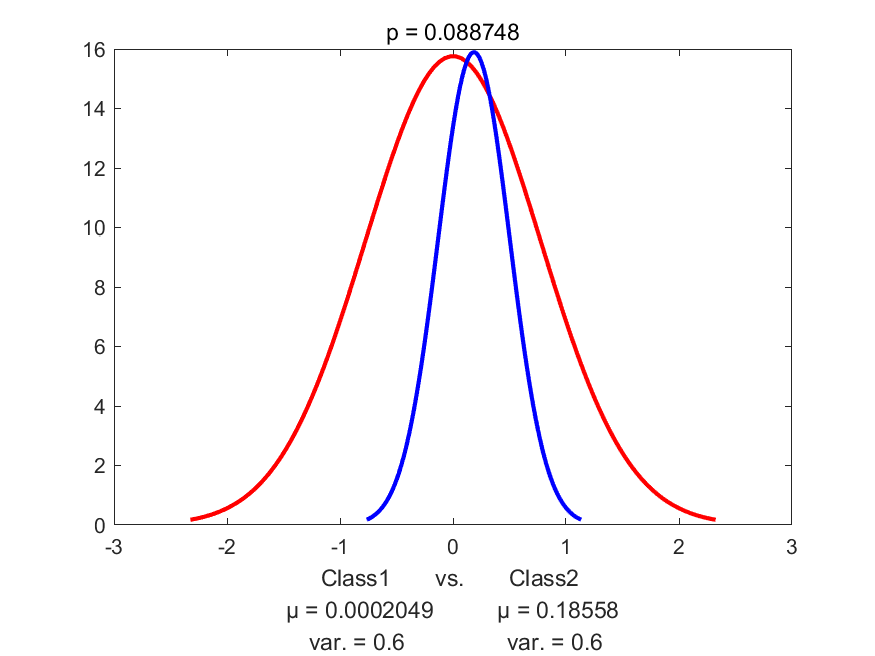 p = 0.088748
16
14
12
10
8
6
4
2
0
-3 -2 -1 0 1 2 3
Class1 vs. Class2
μ = 0.0002049 μ = 0.18558
var. = 0.6 var. = 0.6